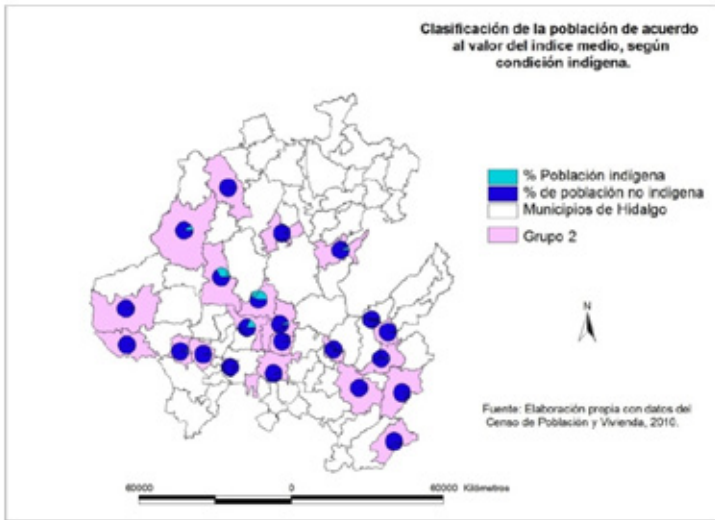 Clasificación de la población de acuerdo
al valor del indice medio, según
condición indígena.
% Población indígena
% de población no indigena
Municipios de Hidalgo
Grupo 2
N
Fuente: Elaboración propia con datos del
Censo de Población y Vivienda, 2010.
60000 0 60000 Kilómetros